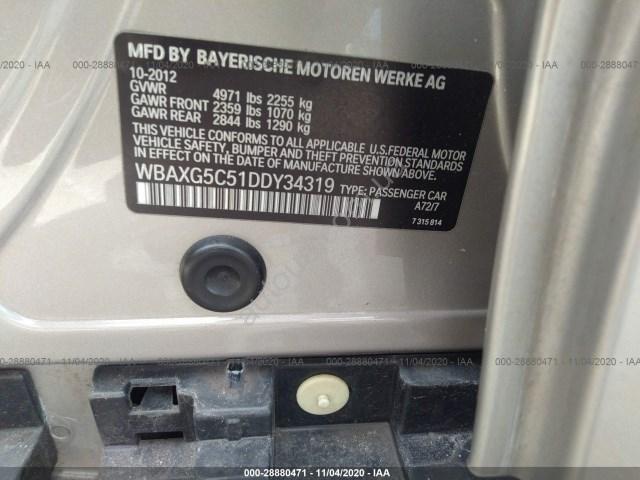 000-28880471 - 11/04/2020 - IAA
MFD BY BAYERISCHE MOTOREN WERKE AG
10-2012
GVWR 4971 lbs 2255 kg
GAWR FRONT 2359 lbs 1070 kg
GAWR REAR 2844 lbs 1290 kg
THIS VEHICLE CONFORMS TO ALL APPLICABLE U.S.FEDERAL MOTOR
VEHICLE SAFETY, BUMPER, AND THEFT PREVENTION STANDARDS
IN EFFECT ON THE DATE OF MANUFACTURE SHOWN ABOVE.
WBAXG5C51DDY34319 TYPE: PASSENGER CAR
A72/7
7 315 814
000-28880471 - 11/04/2020 - IAA
000-28880471 - 11/04/2020 - IAA